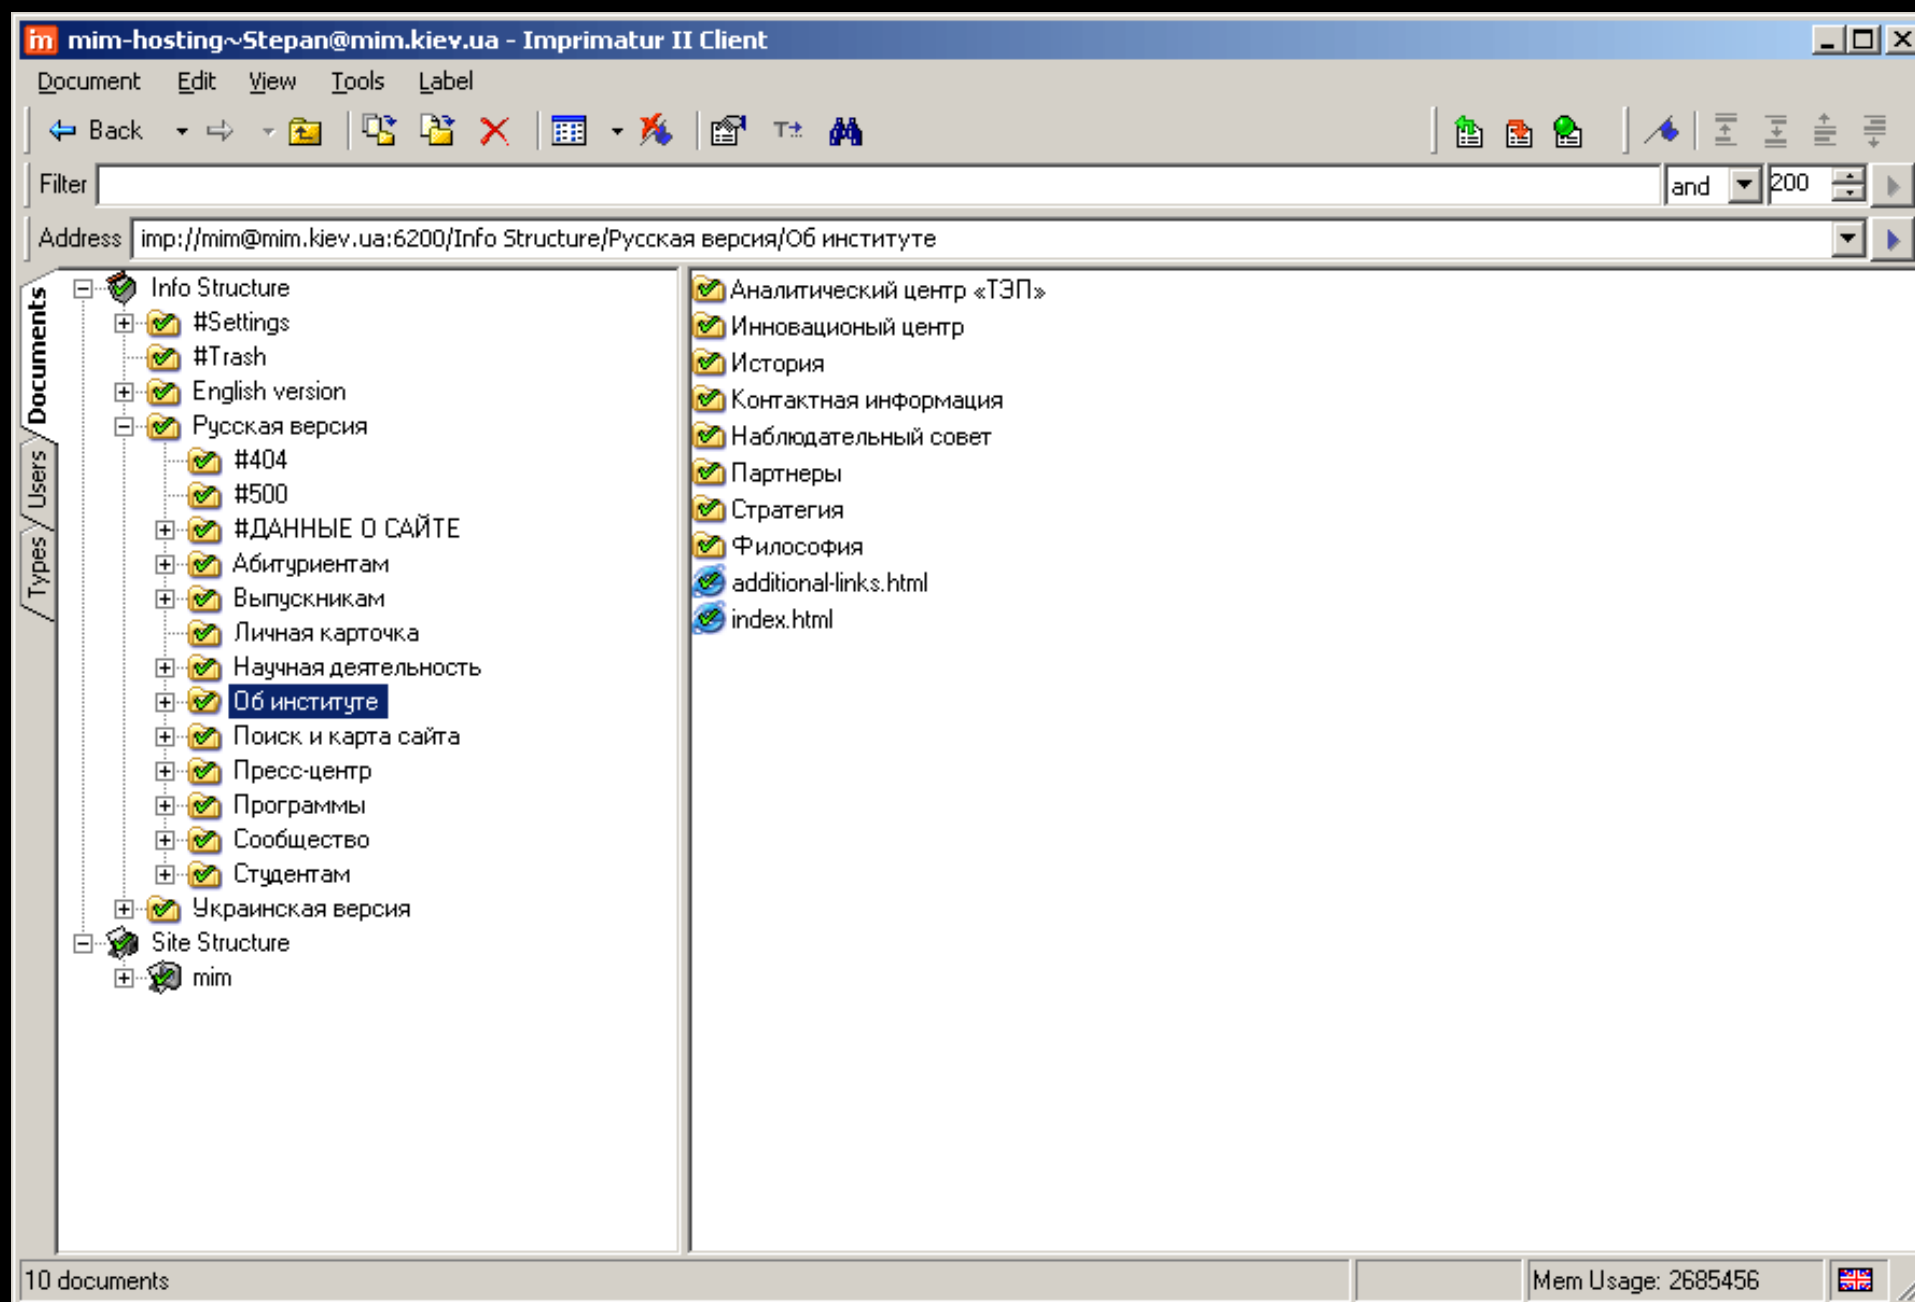 mim-hosting~Stepan@mim.kiev.ua - Imprimatur II Client
Document Edit View Tools Label
Back
Filter and 200
Address imp://mim@mim.kiev.ua:6200/Info Structure/Русская версия/Об институте
Documents
Users
Types
Info Structure
#Settings
#Trash
English version
Русская версия
#404
#500
#ДАННЫЕ О САЙТЕ
Абитуриентам
Выпускникам
Личная карточка
Научная деятельность
Об институте
Поиск и карта сайта
Пресс-центр
Программы
Сообщество
Студентам
Украинская версия
Site Structure
mim
Аналитический центр «ТЭП»
Инновационый центр
История
Контактная информация
Наблюдательный совет
Партнеры
Стратегия
Философия
additional-links.html
index.html
10 documents
Mem Usage: 2685456